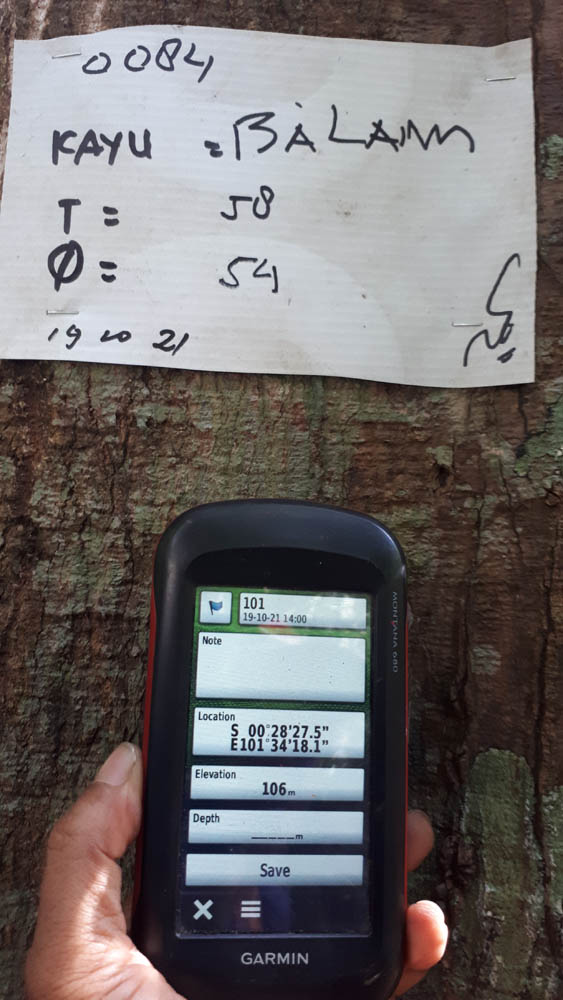 0084
KAYU = BALAM
T = 58
Ø = 54
19 10 21
MONTANA 680
101
19-10-21 14:00
Note
Location
S 00°28'27.5"
E101°34'18.1"
Elevation
106 m
Depth
_____m
Save
GARMIN